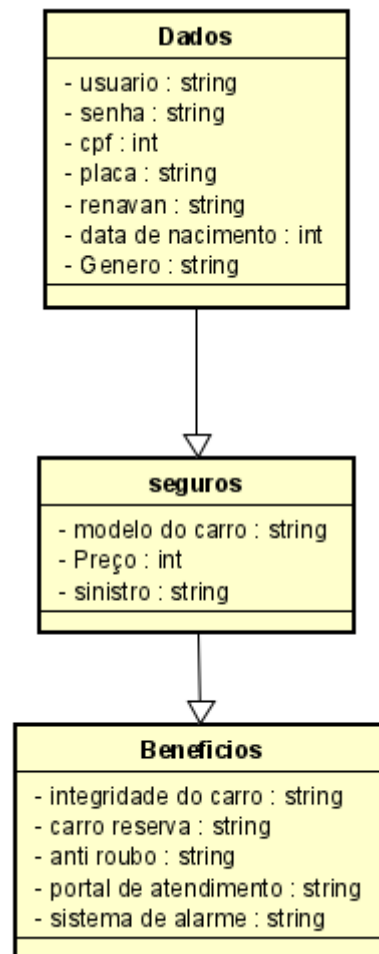 Dados
- usuario : string
- senha : string
- cpf : int
- placa : string
- renavan : string
- data de nacimento : int
- Genero : string
seguros
- modelo do carro : string
- Preço : int
- sinistro : string
Beneficios
- integridade do carro : string
- carro reserva : string
- anti roubo : string
- portal de atendimento : string
- sistema de alarme : string